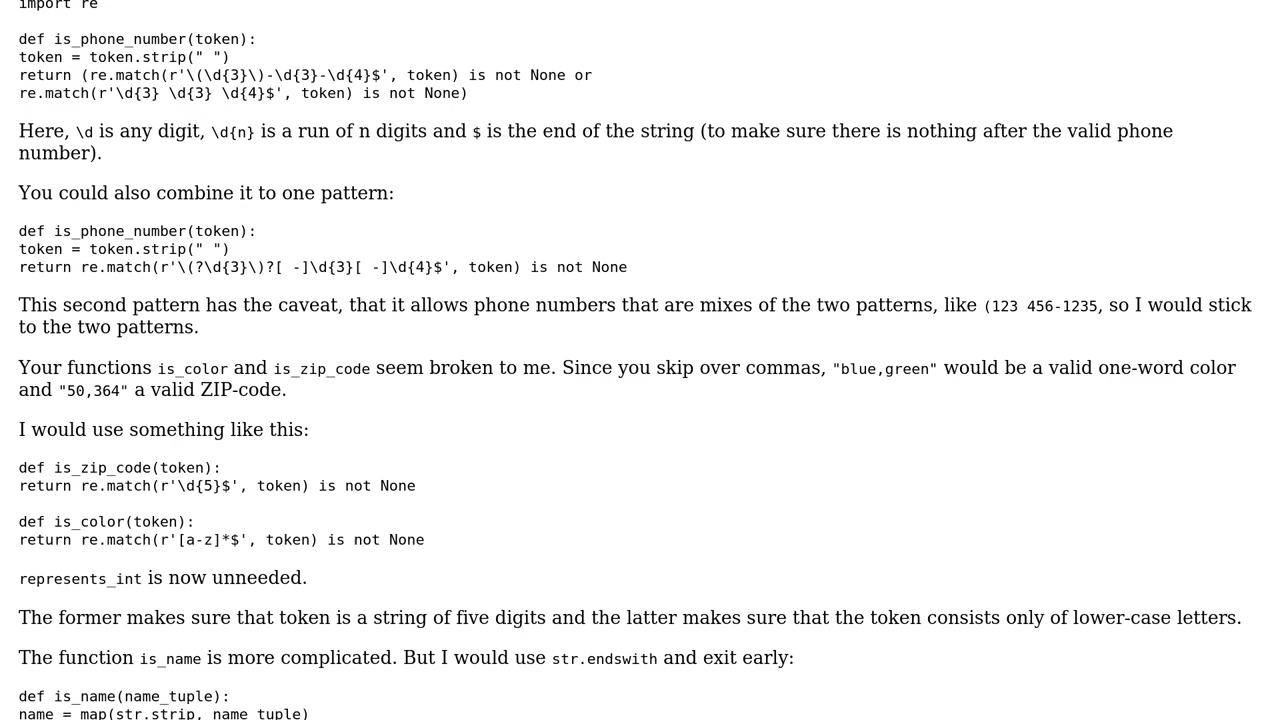 import re
def is_phone_number(token):
token = token.strip(" ")
return (re.match(r'\(\d{3}\)-\d{3}-\d{4}$', token) is not None or
re.match(r'\d{3} \d{3} \d{4}$', token) is not None)
Here, \d is any digit, \d{n} is a run of n digits and $ is the end of the string (to make sure there is nothing after the valid phone
number).
You could also combine it to one pattern:
def is_phone_number(token):
token = token.strip(" ")
return re.match(r'\(?\d{3}\)?[ -]\d{3}[ -]\d{4}$', token) is not None
This second pattern has the caveat, that it allows phone numbers that are mixes of the two patterns, like (123 456-1235, so I would stick
to the two patterns.
Your functions is_color and is_zip_code seem broken to me. Since you skip over commas, "blue,green" would be a valid one-word color
and "50,364" a valid ZIP-code.
I would use something like this:
def is_zip_code(token):
return re.match(r'\d{5}$', token) is not None
def is_color(token):
return re.match(r'[a-z]*$', token) is not None
represents_int is now unneeded.
The former makes sure that token is a string of five digits and the latter makes sure that the token consists only of lower-case letters.
The function is_name is more complicated. But I would use str.endswith and exit early:
def is_name(name_tuple):
name = map(str.strip, name_tuple)